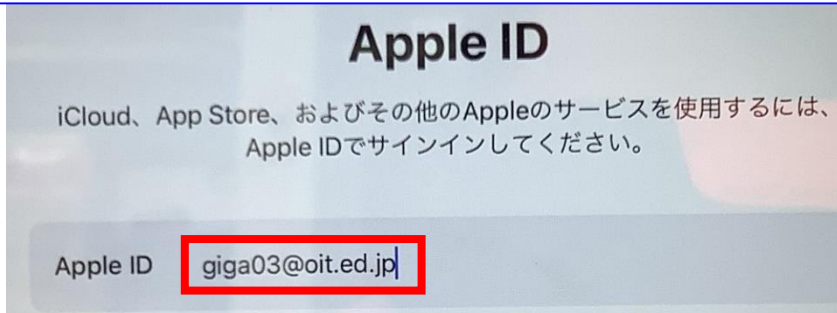 Apple ID
iCloud、App Store、およびその他のAppleのサービスを使用するには、
Apple IDでサインインしてください。
Apple ID giga03@oit.ed.jp